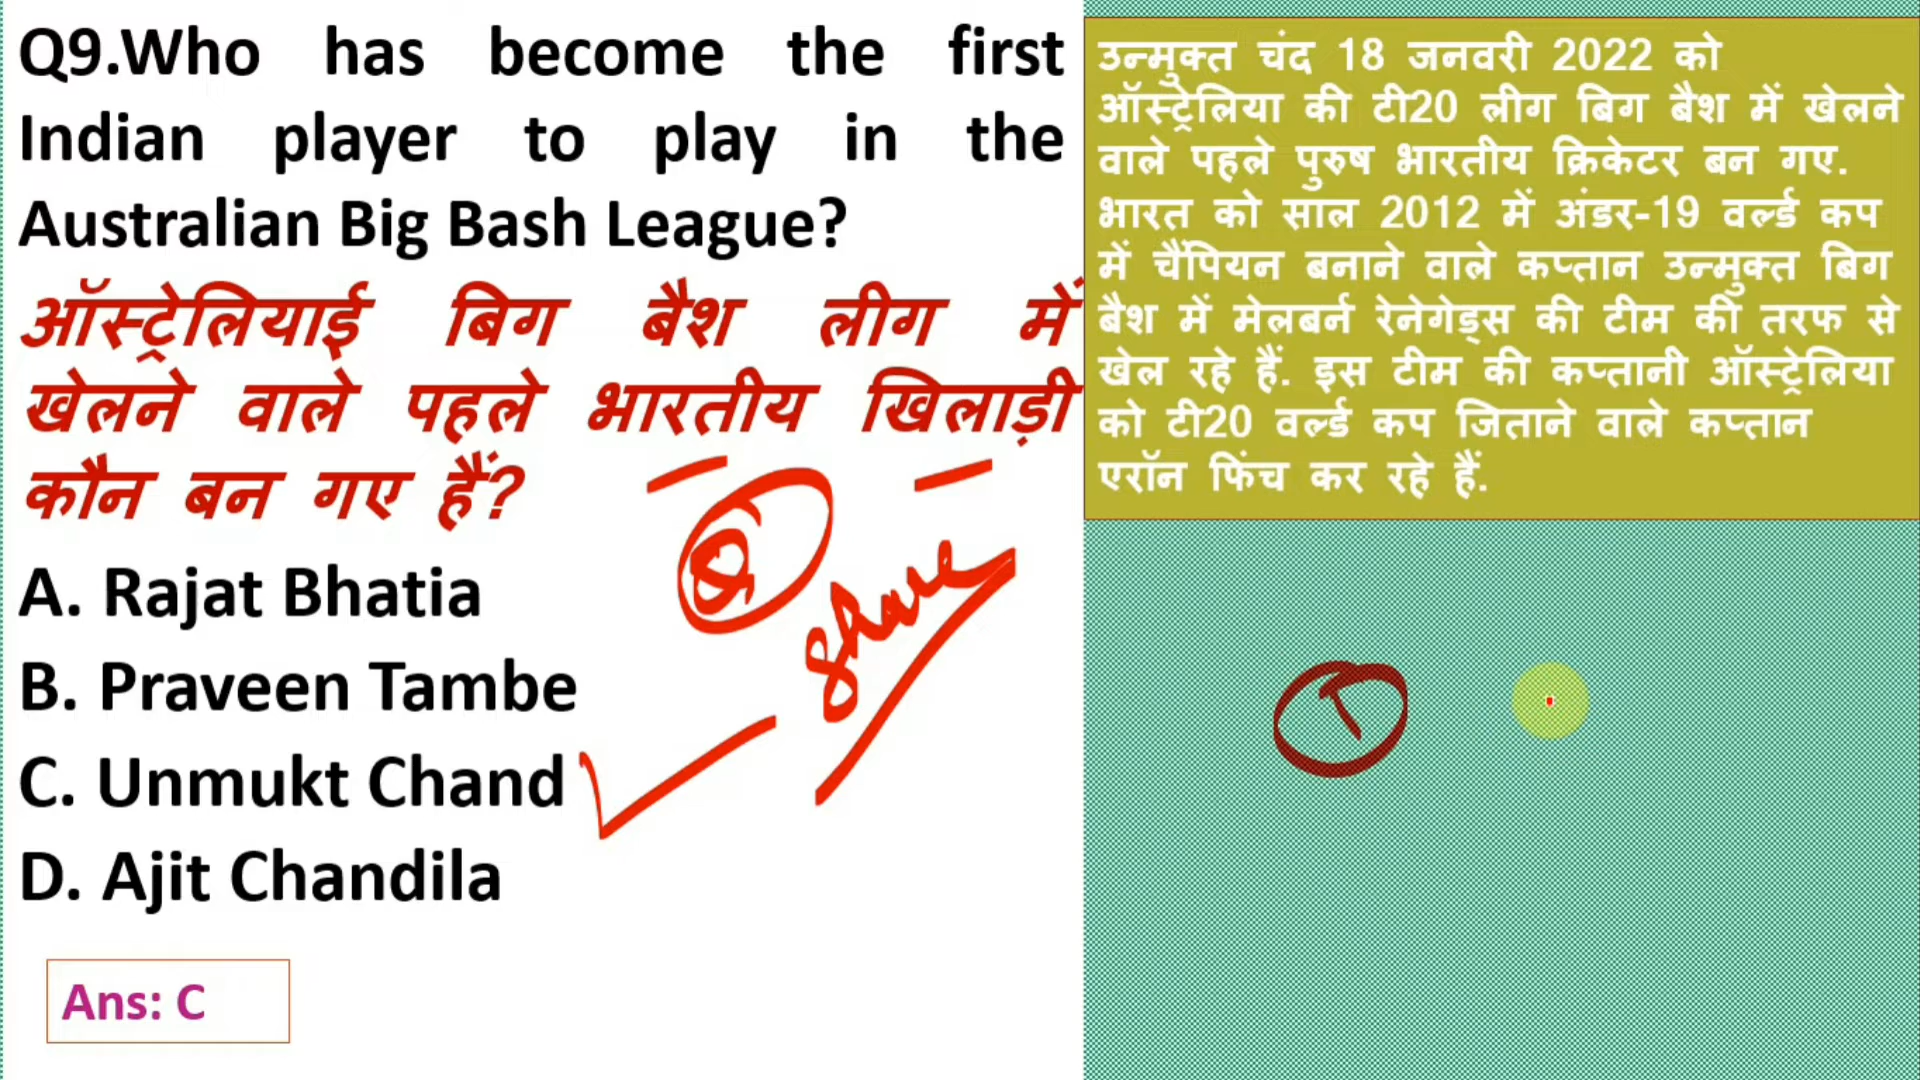 Q9.Who has become the first
Indian player to play in the
Australian Big Bash League?
ऑस्ट्रेलियाई बिग बैश लीग में
खेलने वाले पहले भारतीय खिलाड़ी
कौन बन गए हैं?
A. Rajat Bhatia
B. Praveen Tambe
C. Unmukt Chand
D. Ajit Chandila
Ans: C
share
उन्मुक्त चंद 18 जनवरी 2022 को
ऑस्ट्रेलिया की टी20 लीग बिग बैश में खेलने
वाले पहले पुरुष भारतीय क्रिकेटर बन गए.
भारत को साल 2012 में अंडर-19 वर्ल्ड कप
में चैंपियन बनाने वाले कप्तान उन्मुक्त बिग
बैश में मेलबर्न रेनेगेड्स की टीम की तरफ से
खेल रहे हैं. इस टीम की कप्तानी ऑस्ट्रेलिया
को टी20 वर्ल्ड कप जिताने वाले कप्तान
एरॉन फिंच कर रहे हैं.